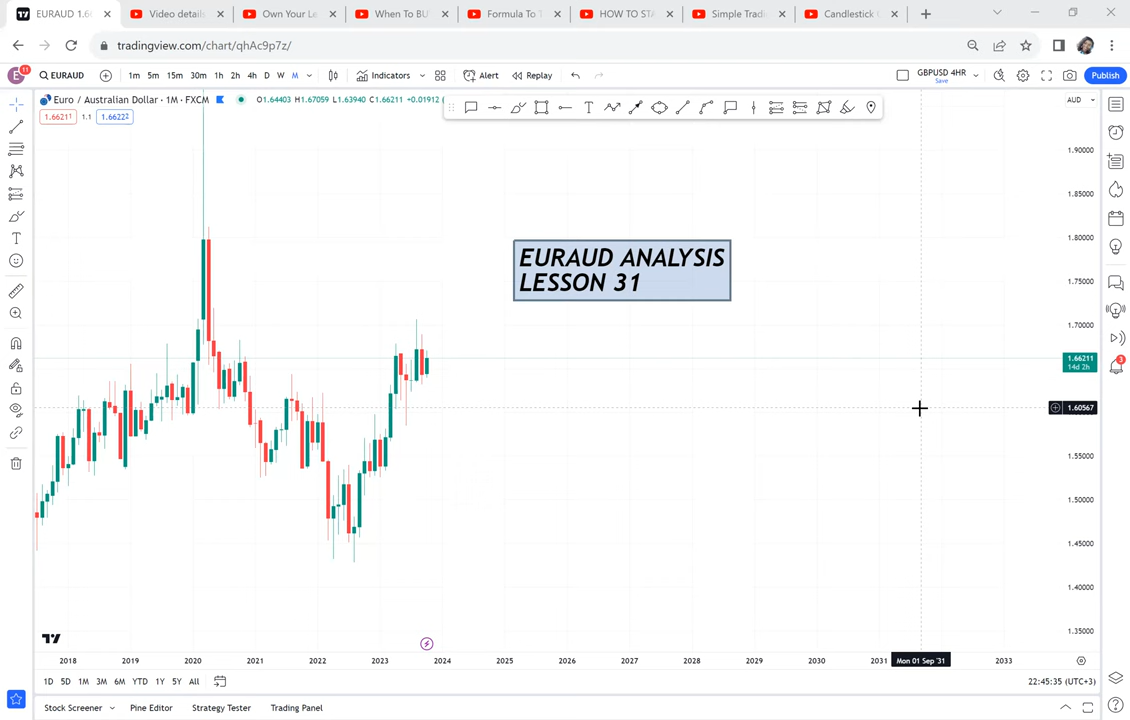 EURAUD 1.66
Video details
Own Your Le
When To BU
Formula To
HOW TO STA
Simple Tradi
Candlestick
tradingview.com/chart/qhAc9p7z/
E
11
EURAUD
1m 5m 15m 30m 1h 2h 4h D W M
Indicators
Alert
Replay
GBPUSD 4HR
Save
Publish
Euro / Australian Dollar · 1M · FXCM
O1.64403 H1.67059 L1.63940 C1.66211 +0.01912
AUD
1.66211
1.1
1.66222
1.90000
1.85000
1.80000
1.75000
1.70000
1.66211
14d 2h
1.60567
1.55000
1.50000
1.45000
1.40000
1.35000
EURAUD ANALYSIS
LESSON 31
3
2018 2019 2020 2021 2022 2023 2024 2025 2026 2027 2028 2029 2030 2031 Mon 01 Sep '31 2033
1D 5D 1M 3M 6M YTD 1Y 5Y All
22:45:35 (UTC+3)
Stock Screener
Pine Editor
Strategy Tester
Trading Panel